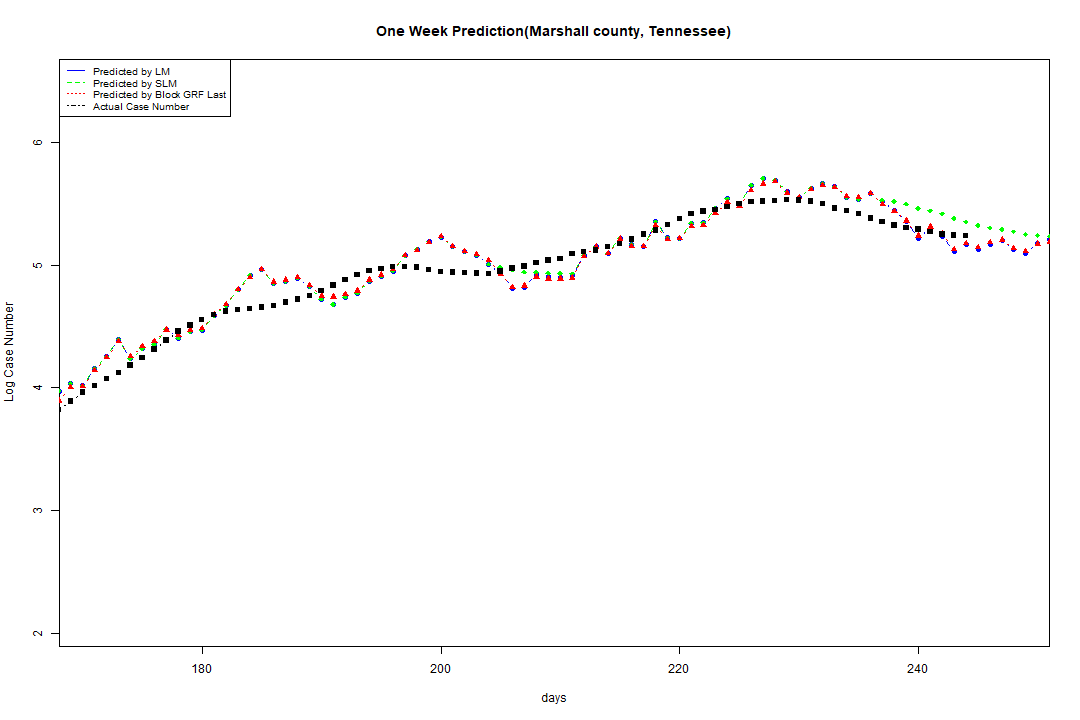 One Week Prediction(Marshall county, Tennessee)
Predicted by LM
Predicted by SLM
Predicted by Block GRF Last
Actual Case Number
Log Case Number
6
5
4
3
2
180
200
220
240
days